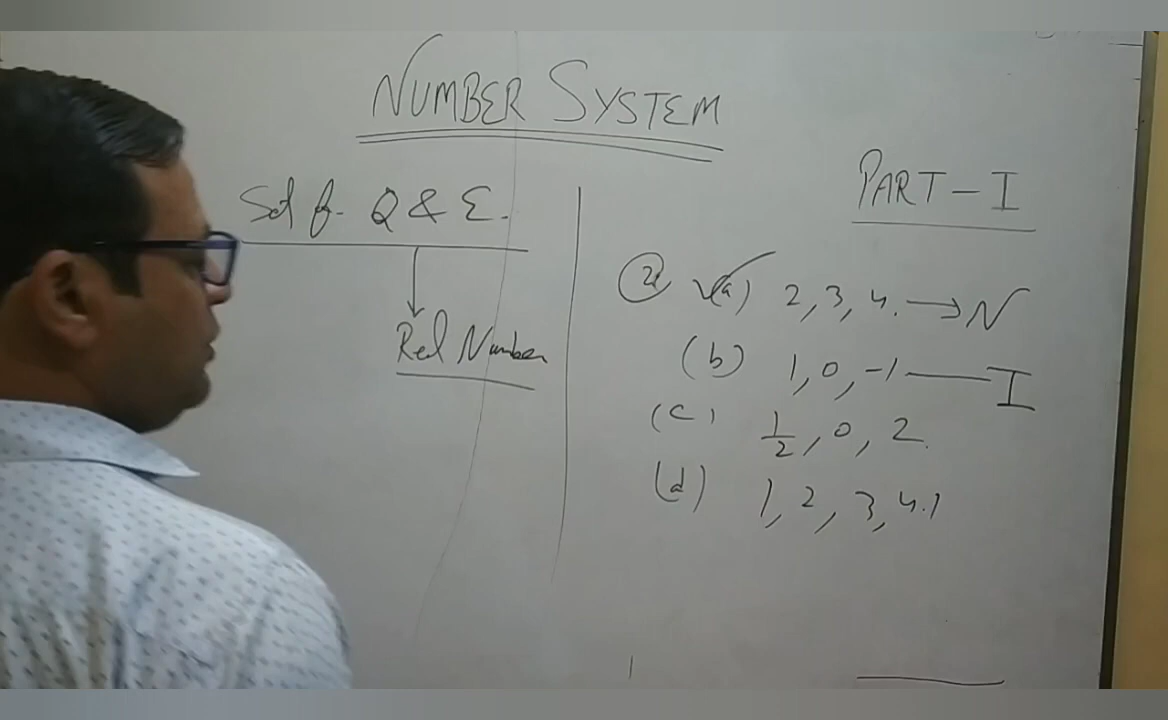 NUMBER SYSTEM
Set of Q & Σ.
Real Number
PART-I
(a) 2, 3, 4. → N
(b) 1, 0, -1 — I
(c) 1/2, 0, 2.
(d) 1, 2, 3, 4.1